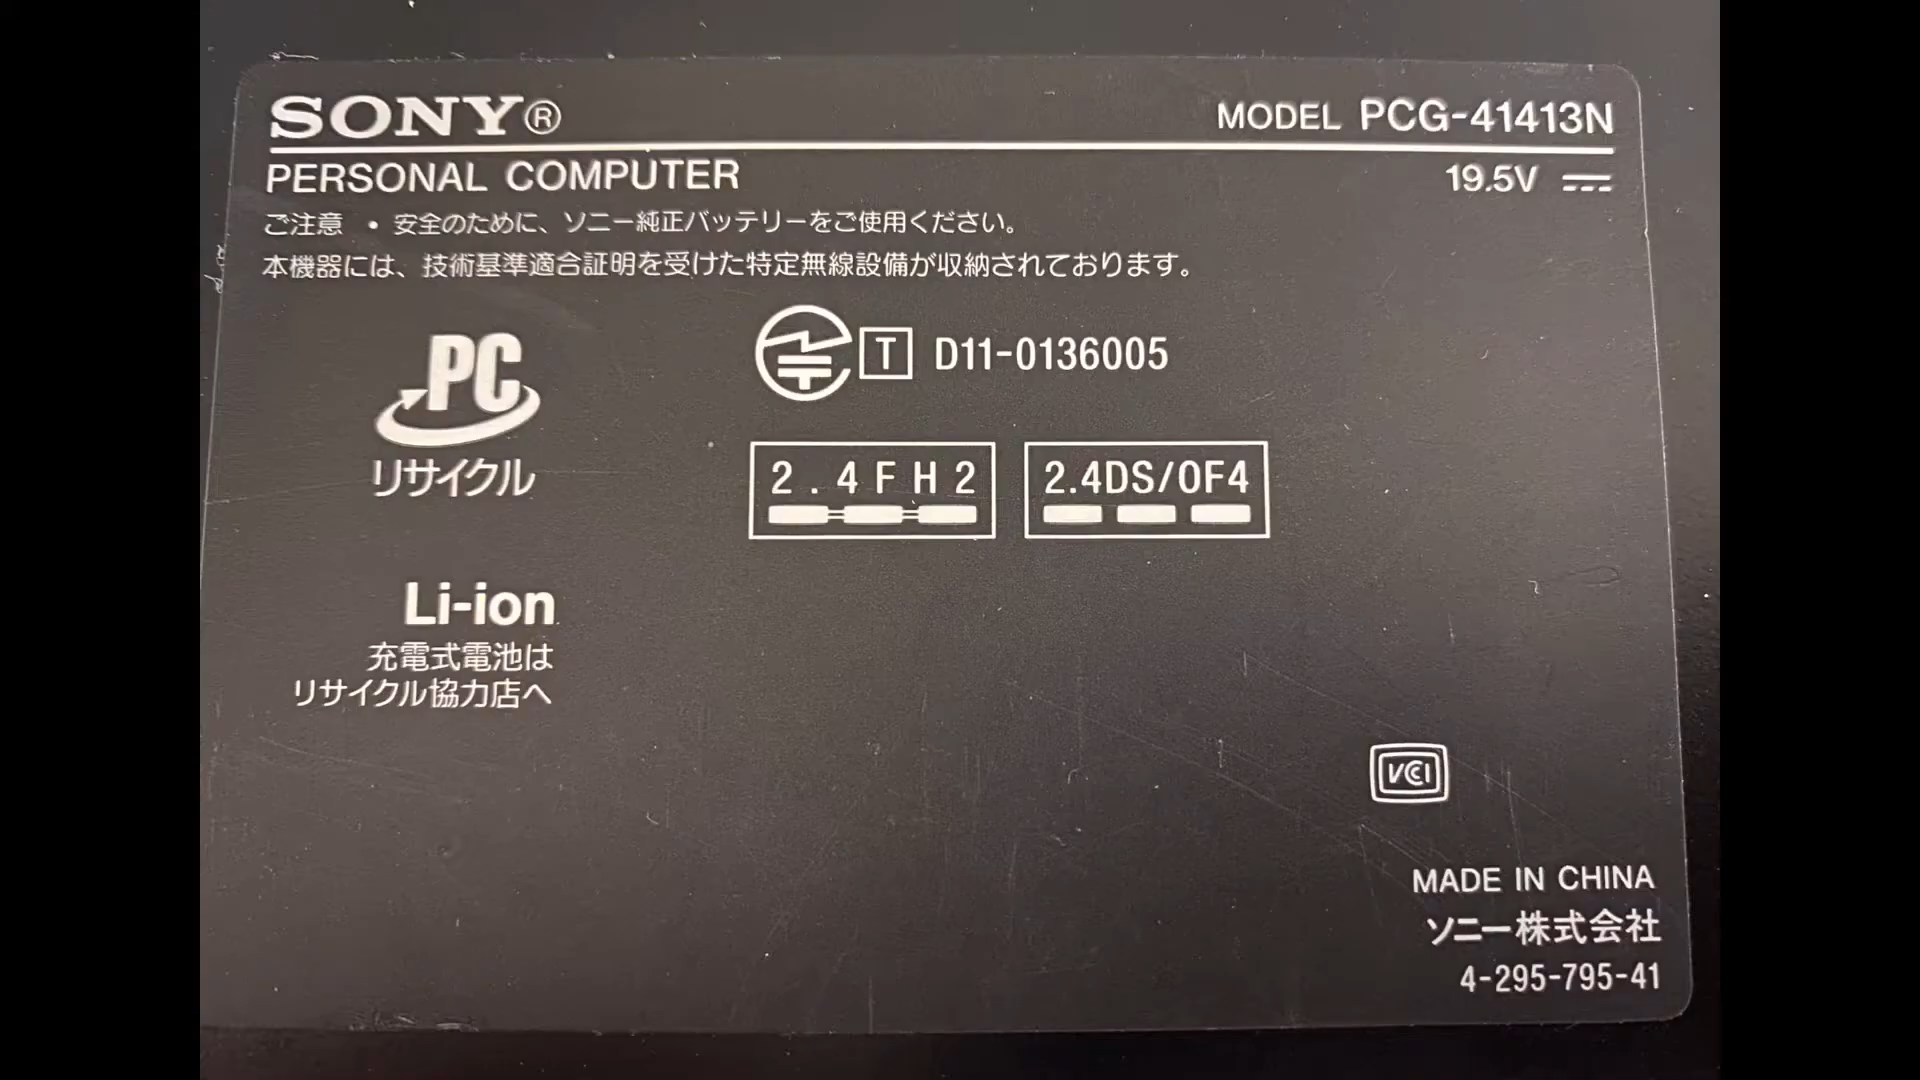 SONY®
MODEL PCG-41413N
PERSONAL COMPUTER
19.5V
ご注意 ・安全のために、ソニー純正バッテリーをご使用ください。
本機器には、技術基準適合証明を受けた特定無線設備が収納されております。
PC
リサイクル
T D11-0136005
2.4FH2
2.4DS/OF4
Li-ion
充電式電池は
リサイクル協力店へ
VCCI
MADE IN CHINA
ソニー株式会社
4-295-795-41